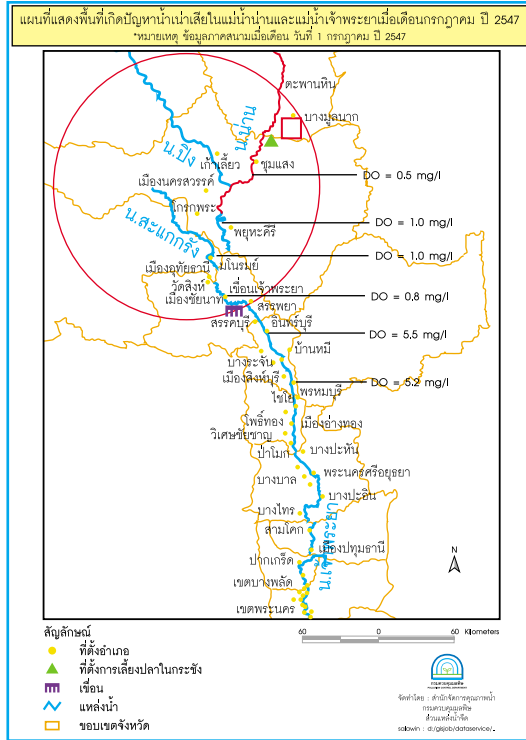 แผนที่แสดงพื้นที่เกิดปัญหาน้ำเน่าเสียในแม่น้ำน่านและแม่น้ำเจ้าพระยาเมื่อเดือนกรกฎาคม ปี 2547
*หมายเหตุ ข้อมูลภาคสนามเมื่อเดือน วันที่ 1 กรกฎาคม ปี 2547
ตะพานหิน
บางมูลนาก
น.น่าน
น.ปิง
เก้าเลี้ยว
ชุมแสง
DO = 0.5 mg/l
เมืองนครสวรรค์
โกรกพระ
น.สะแกกรัง
DO = 1.0 mg/l
พยุหะคีรี
มโนรมย์
DO = 1.0 mg/l
เมืองอุทัยธานี
วัดสิงห์
เขื่อนเจ้าพระยา
DO = 0.8 mg/l
เมืองชัยนาท
สรรพยา
สรรคบุรี
อินทร์บุรี
DO = 5.5 mg/l
บ้านหมี่
บางระจัน
เมืองสิงห์บุรี
DO = 5.2 mg/l
พรหมบุรี
ไชโย
โพธิ์ทอง
เมืองอ่างทอง
วิเศษชัยชาญ
ป่าโมก
บางปะหัน
พระนครศรีอยุธยา
บางบาล
บางปะอิน
บางไทร
สามโคก
น.เจ้าพระยา
เมืองปทุมธานี
ปากเกร็ด
เขตบางพลัด
เขตพระนคร
N
60 0 60 Kilometers
สัญลักษณ์
ที่ตั้งอำเภอ
ที่ตั้งการเลี้ยงปลาในกระชัง
เขื่อน
แหล่งน้ำ
ขอบเขตจังหวัด
กรมควบคุมมลพิษ
POLLUTION CONTROL DEPARTMENT
จัดทำโดย : สำนักจัดการคุณภาพน้ำ
กรมควบคุมมลพิษ
ส่วนแหล่งน้ำจืด
salawin : d:/gisjob/dataservice/..